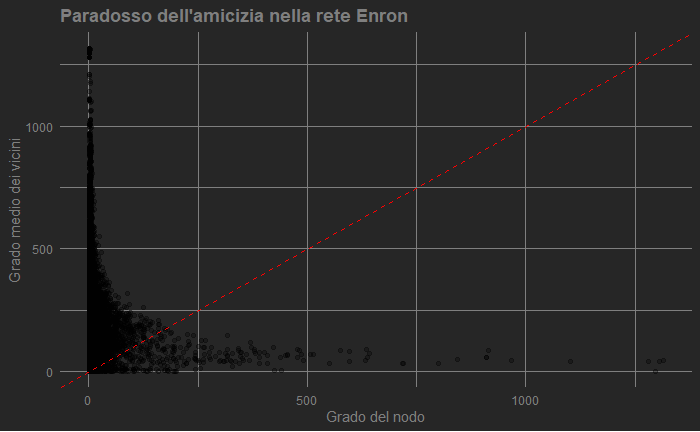 Paradosso dell'amicizia nella rete Enron
Grado medio dei vicini
1000
500
0
0
500
1000
Grado del nodo